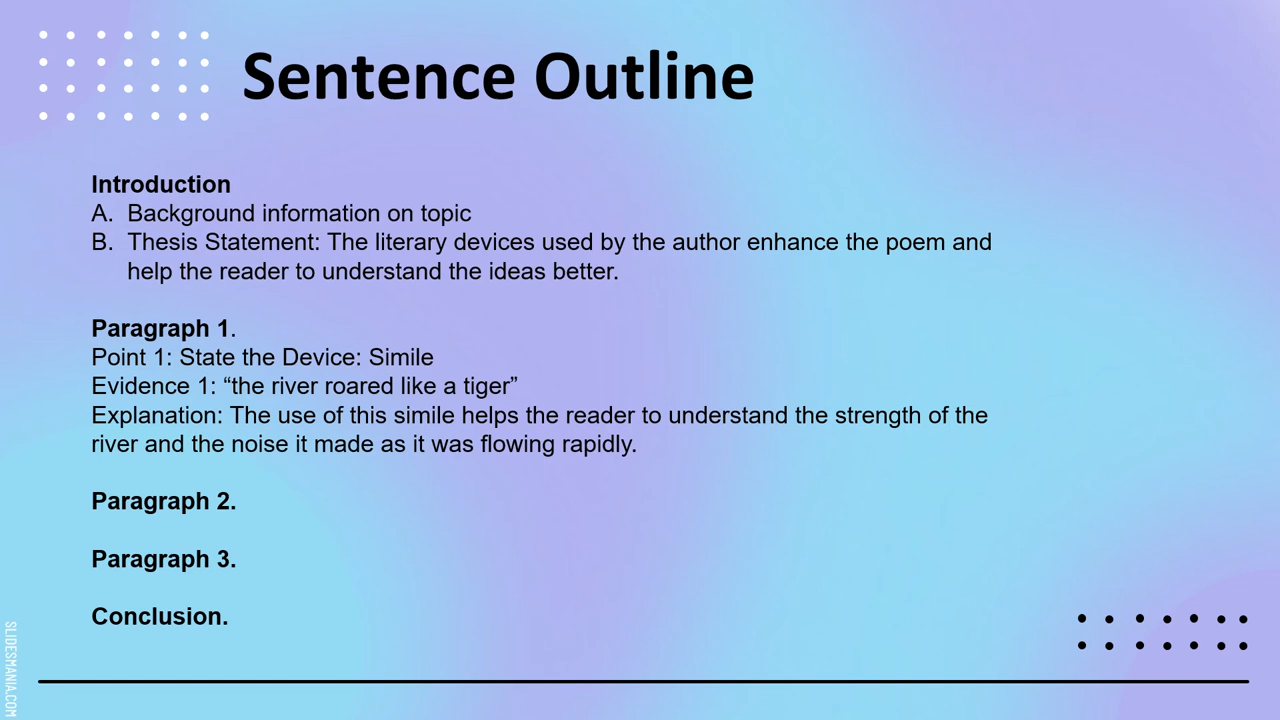 Sentence Outline
Introduction
A. Background information on topic
B. Thesis Statement: The literary devices used by the author enhance the poem and
help the reader to understand the ideas better.
Paragraph 1.
Point 1: State the Device: Simile
Evidence 1: “the river roared like a tiger”
Explanation: The use of this simile helps the reader to understand the strength of the
river and the noise it made as it was flowing rapidly.
Paragraph 2.
Paragraph 3.
Conclusion.
SLIDESMANIA.COM